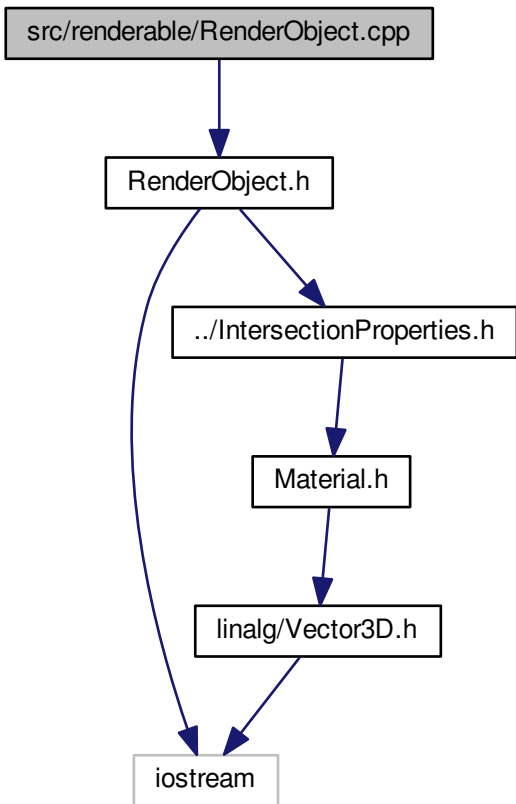 src/renderable/RenderObject.cpp
RenderObject.h
../IntersectionProperties.h
Material.h
linalg/Vector3D.h
iostream